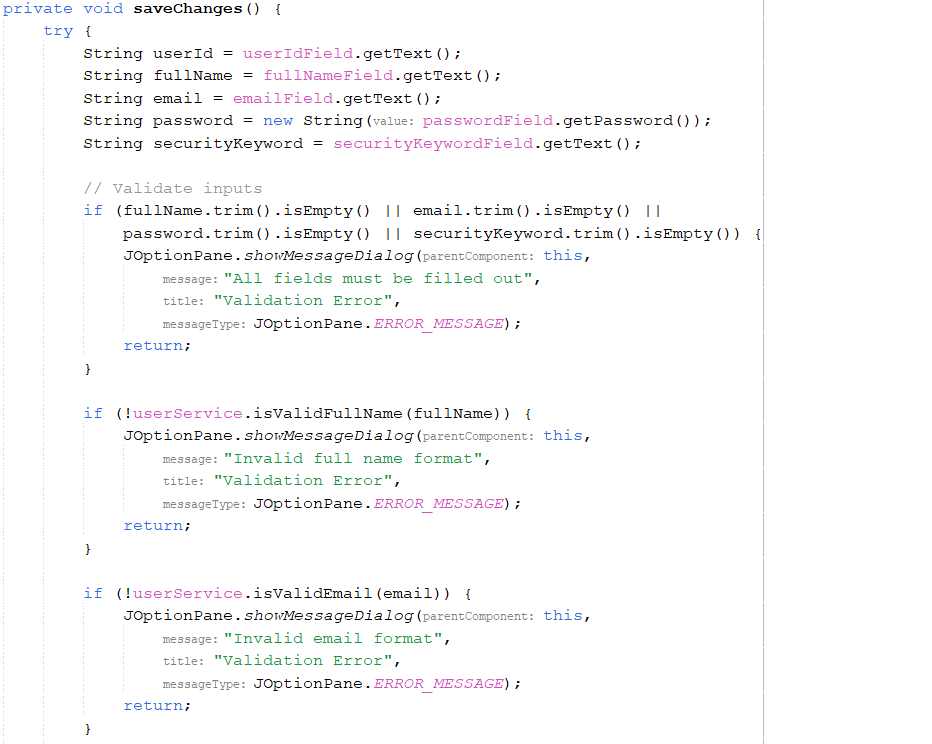 private void saveChanges() {
try {
String userId = userIdField.getText();
String fullName = fullNameField.getText();
String email = emailField.getText();
String password = new String(value: passwordField.getPassword());
String securityKeyword = securityKeywordField.getText();
// Validate inputs
if (fullName.trim().isEmpty() || email.trim().isEmpty() ||
password.trim().isEmpty() || securityKeyword.trim().isEmpty()) {
JOptionPane.showMessageDialog(parentComponent: this,
message: "All fields must be filled out",
title: "Validation Error",
messageType: JOptionPane.ERROR_MESSAGE);
return;
}
if (!userService.isValidFullName(fullName)) {
JOptionPane.showMessageDialog(parentComponent: this,
message: "Invalid full name format",
title: "Validation Error",
messageType: JOptionPane.ERROR_MESSAGE);
return;
}
if (!userService.isValidEmail(email)) {
JOptionPane.showMessageDialog(parentComponent: this,
message: "Invalid email format",
title: "Validation Error",
messageType: JOptionPane.ERROR_MESSAGE);
return;
}